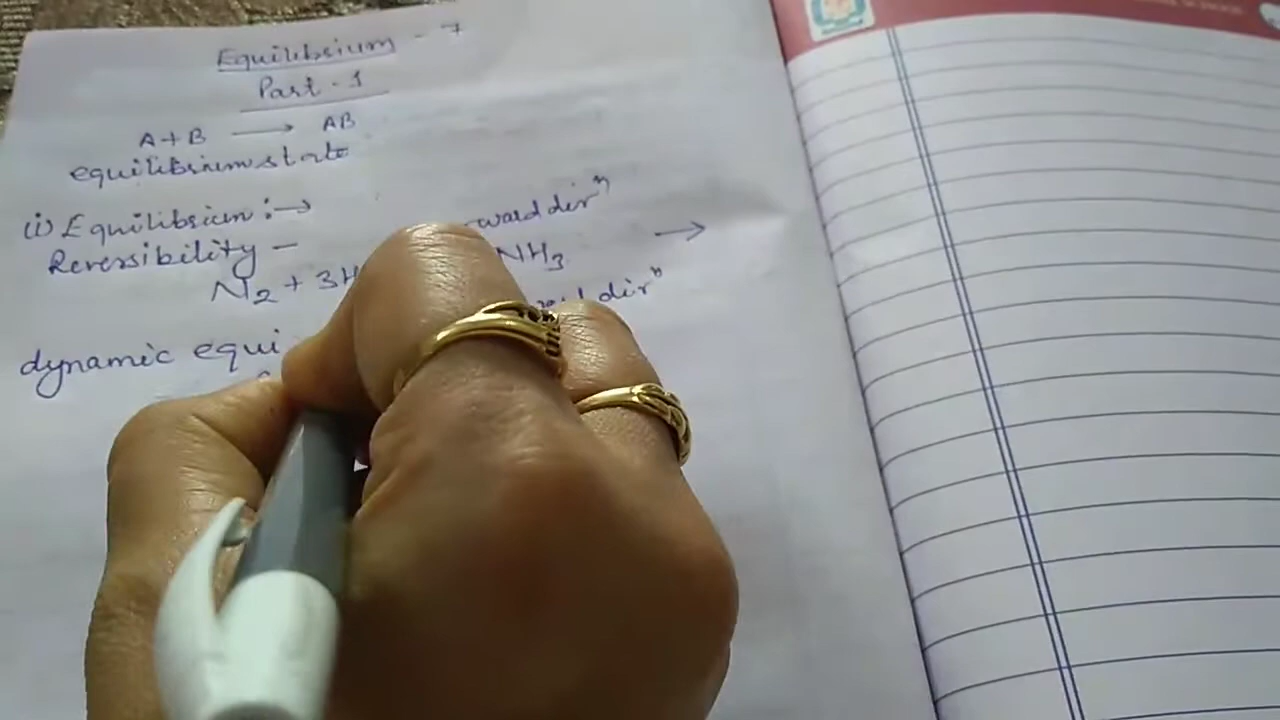 Equilibrium - 7
Part - 1
A+B ⟶ AB
equilibrium state
(i) Equilibrium :→
Reversibility - ward dirⁿ
N₂ + 3H NH₃ →
dirⁿ
dynamic equi